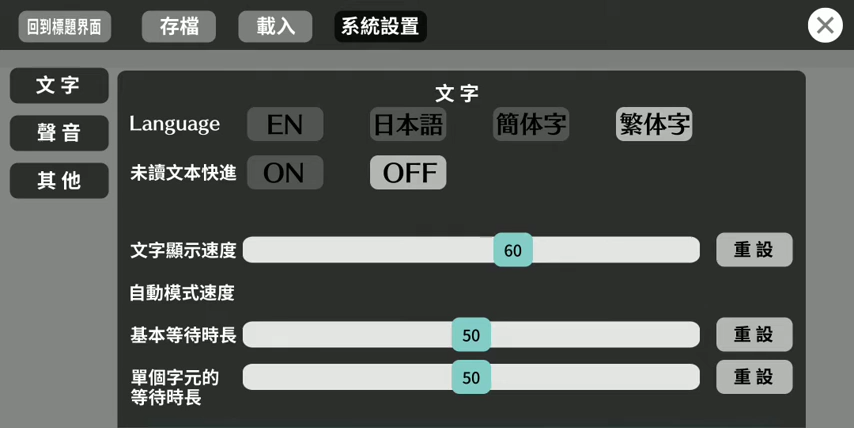 回到標題界面 存檔 載入 系統設置
文字
聲音
其他
文字
Language EN 日本語 簡体字 繁体字
未讀文本快進 ON OFF
文字顯示速度 60 重設
自動模式速度
基本等待時長 50 重設
單個字元的 50 重設
等待時長